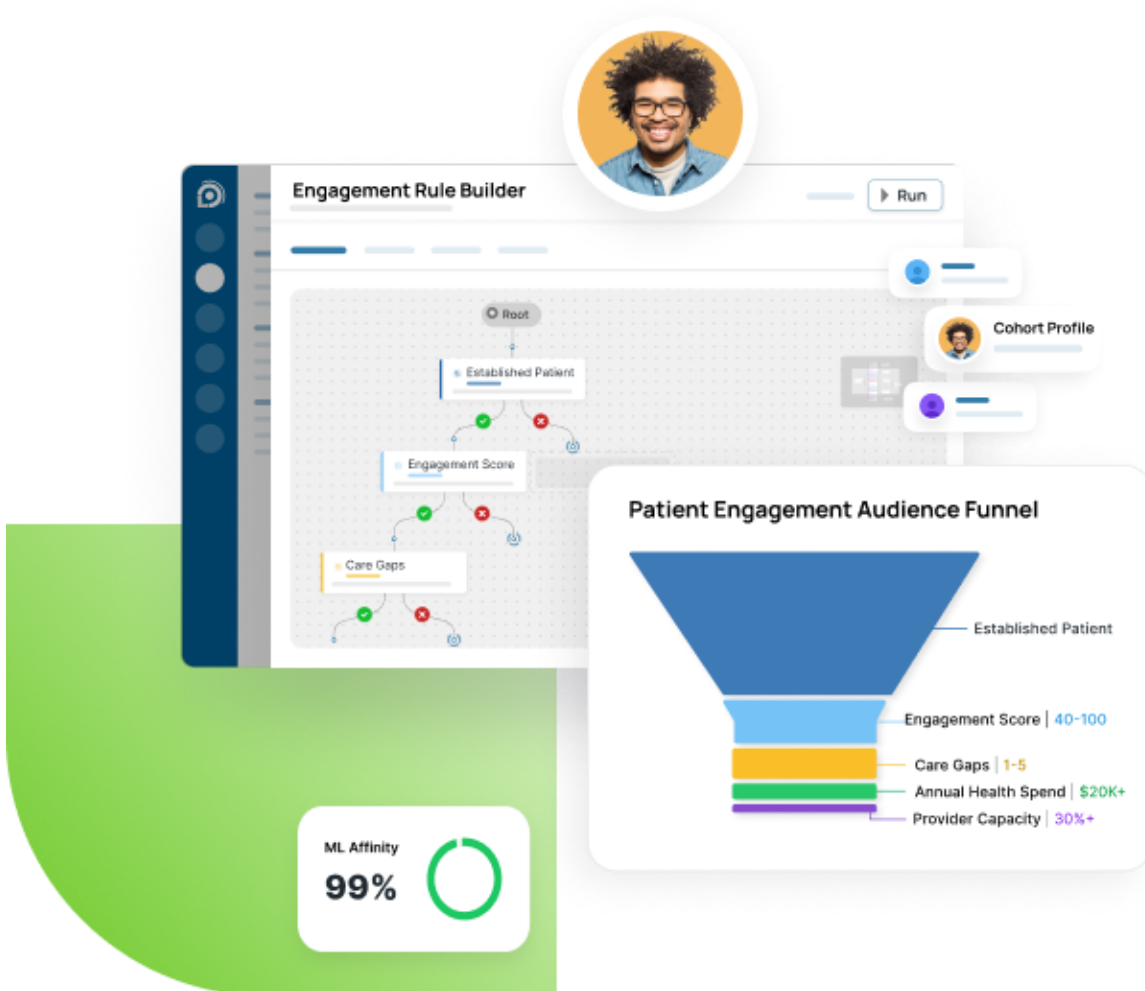 Engagement Rule Builder
Run
Root
Established Patient
Engagement Score
Care Gaps
Cohort Profile
Patient Engagement Audience Funnel
Established Patient
Engagement Score | 40-100
Care Gaps | 1-5
Annual Health Spend | $20K+
Provider Capacity | 30%+
ML Affinity
99%